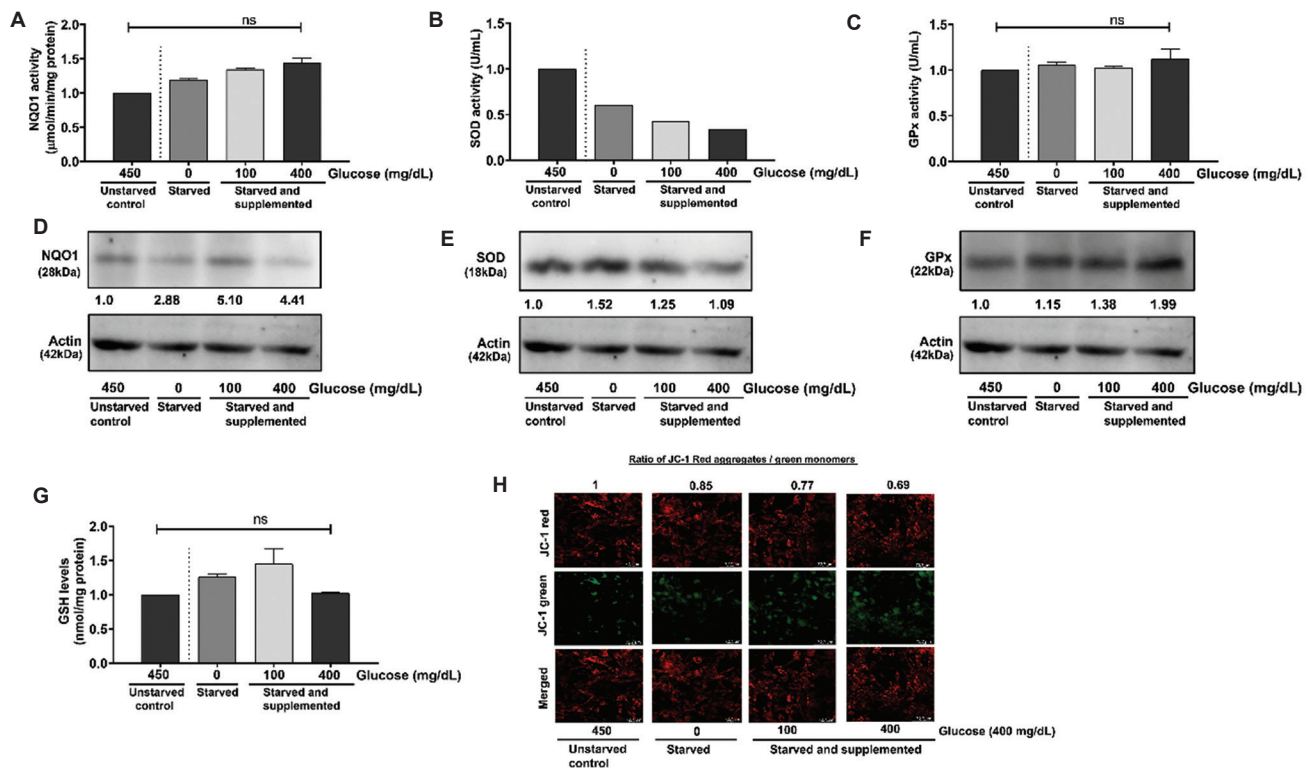 A
ns
NQO1 activity
(µmol/min/mg protein)
2.0
1.5
1.0
0.5
0.0
450 0 100 400 Glucose (mg/dL)
Unstarved control
Starved
Starved and supplemented
B
SOD activity (U/mL)
2.0
1.5
1.0
0.5
0.0
450 0 100 400 Glucose (mg/dL)
Unstarved control
Starved
Starved and supplemented
C
ns
GPx activity (U/mL)
1.5
1.0
0.5
0.0
450 0 100 400 Glucose (mg/dL)
Unstarved control
Starved
Starved and supplemented
D
NQO1
(28kDa)
1.0 2.88 5.10 4.41
Actin
(42kDa)
450 0 100 400 Glucose (mg/dL)
Unstarved control
Starved
Starved and supplemented
E
SOD
(18kDa)
1.0 1.52 1.25 1.09
Actin
(42kDa)
450 0 100 400 Glucose (mg/dL)
Unstarved control
Starved
Starved and supplemented
F
GPx
(22kDa)
1.0 1.15 1.38 1.99
Actin
(42kDa)
450 0 100 400 Glucose (mg/dL)
Unstarved control
Starved
Starved and supplemented
G
ns
GSH levels
(nmol/mg protein)
2.0
1.5
1.0
0.5
0.0
450 0 100 400 Glucose (mg/dL)
Unstarved control
Starved
Starved and supplemented
H
Ratio of JC-1 Red aggregates / green monomers
1 0.85 0.77 0.69
JC-1 red
JC-1 green
Merged
450 0 100 400 Glucose (400 mg/dL)
Unstarved control
Starved
Starved and supplemented